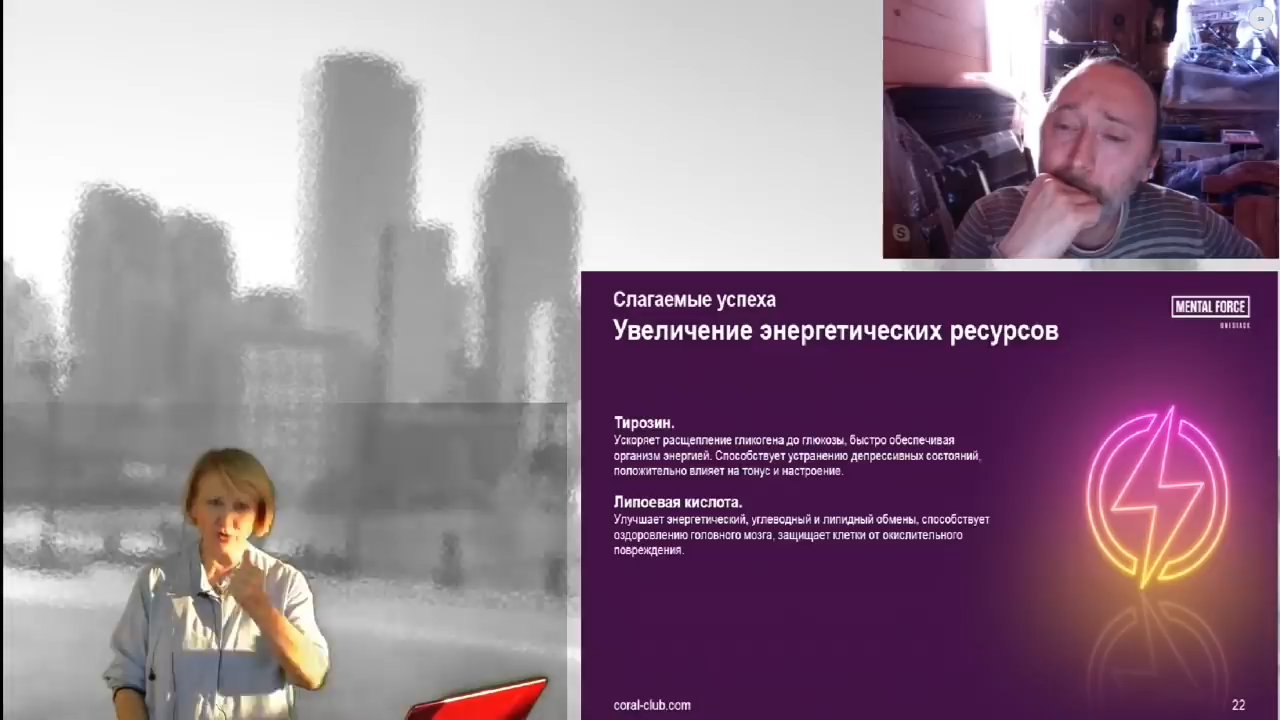 Слагаемые успеха
Увеличение энергетических ресурсов
MENTAL FORCE
Тирозин.
Ускоряет расщепление гликогена до глюкозы, быстро обеспечивая
организм энергией. Способствует устранению депрессивных состояний,
положительно влияет на тонус и настроение.
Липоевая кислота.
Улучшает энергетический, углеводный и липидный обмены, способствует
оздоровлению головного мозга, защищает клетки от окислительного
повреждения.
coral-club.com
22